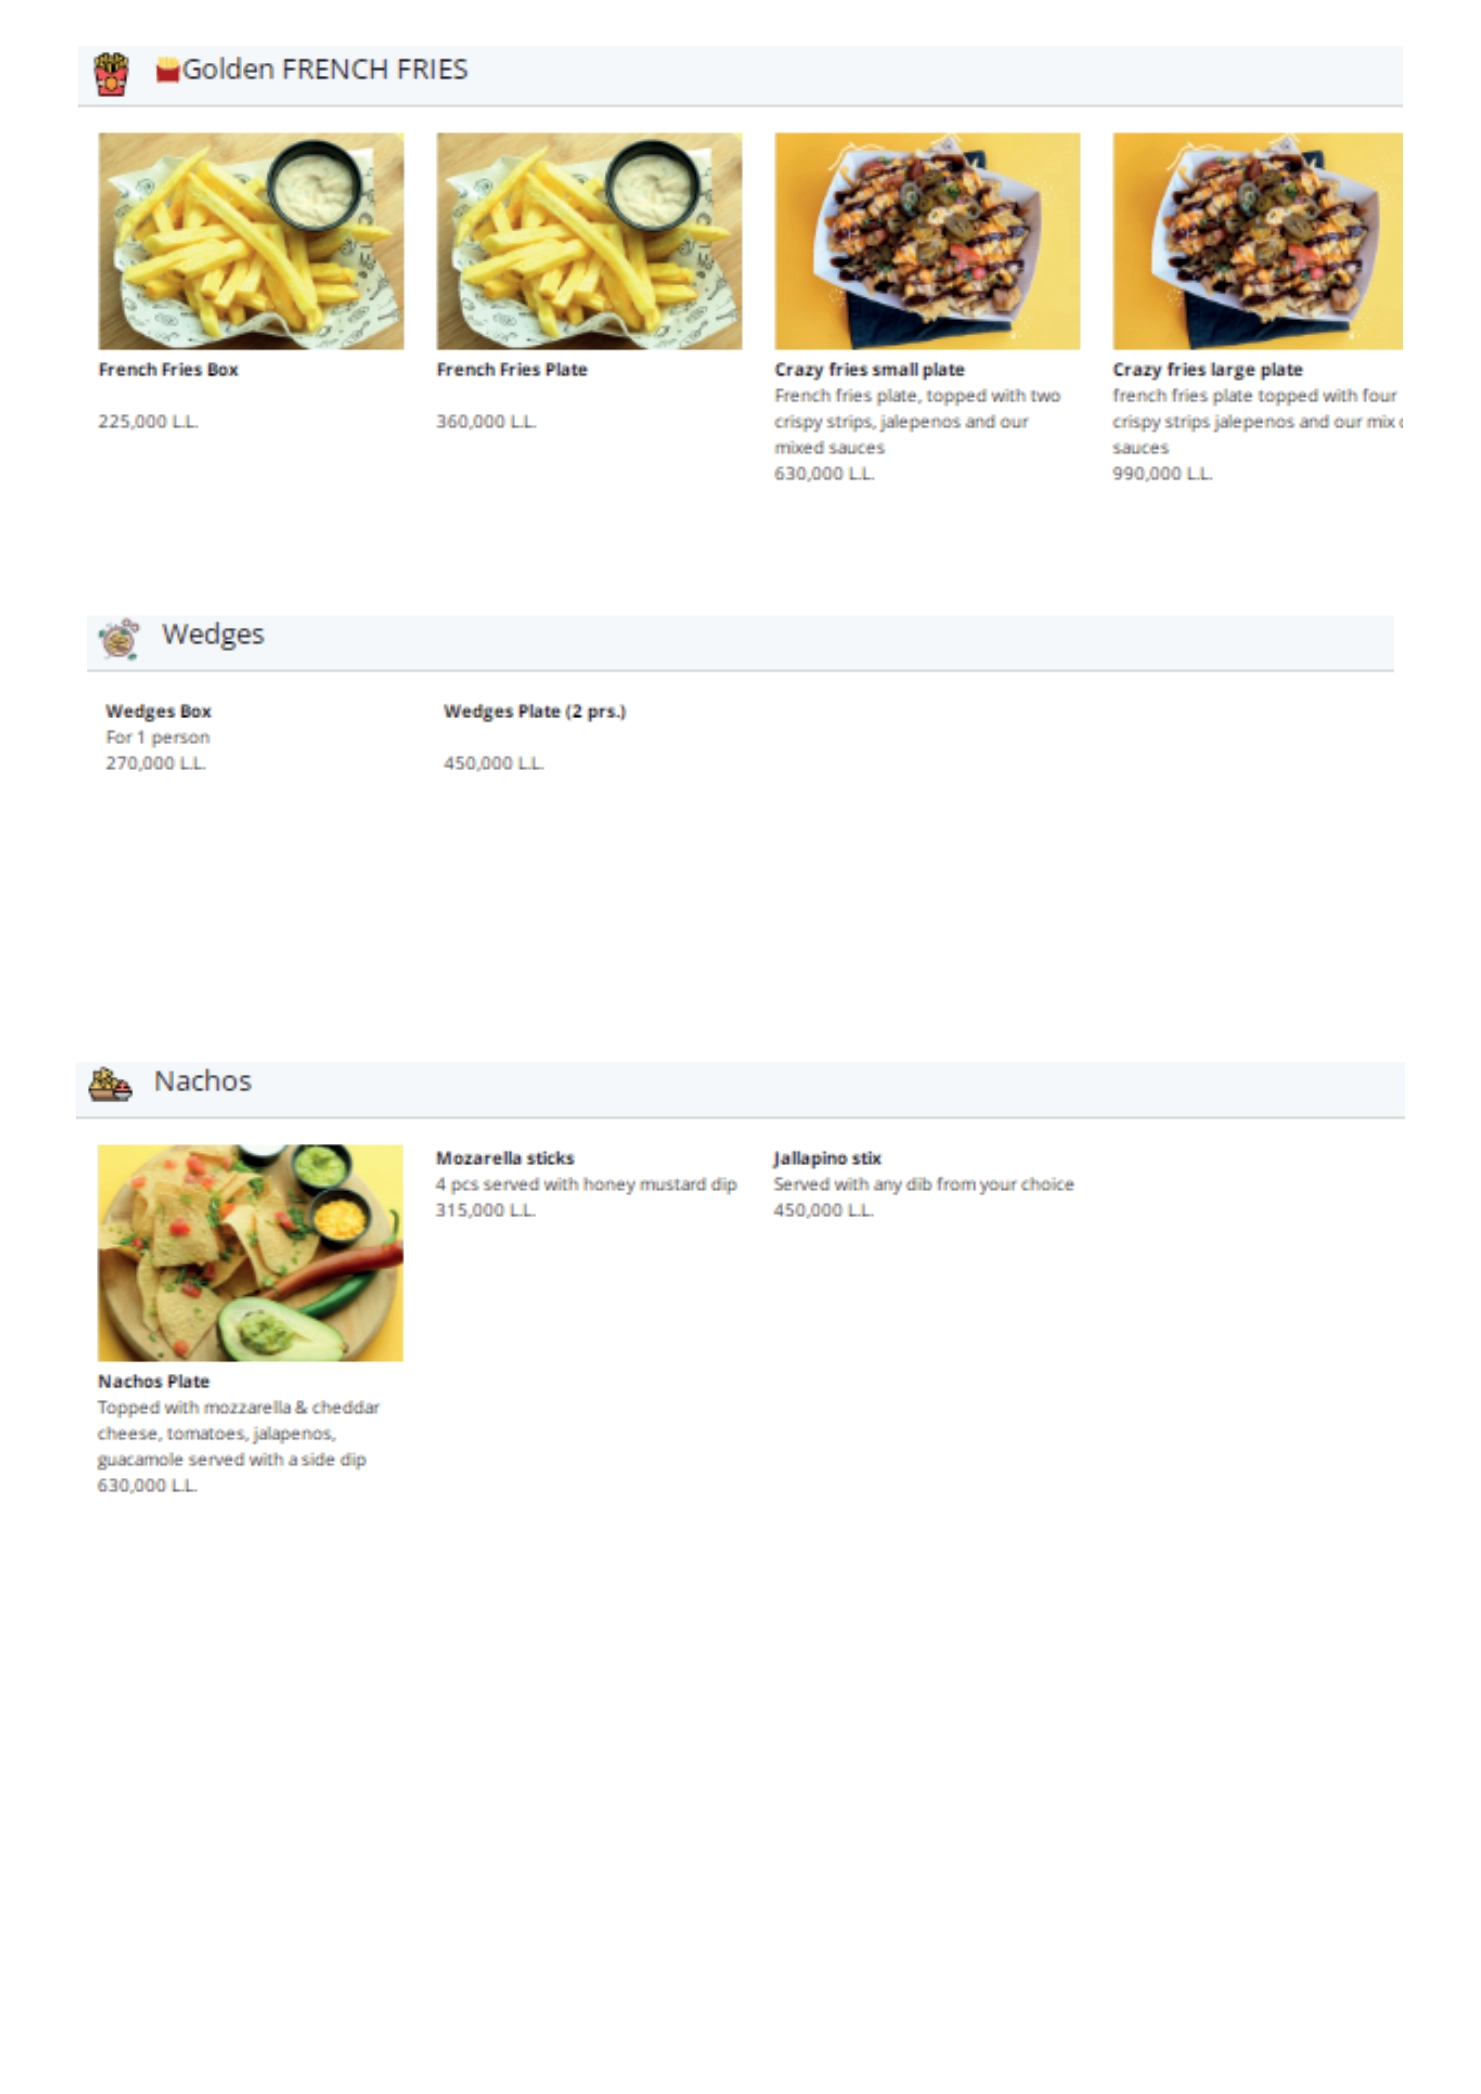 Golden FRENCH FRIES
French Fries Box
225,000 L.L.
French Fries Plate
360,000 L.L.
Crazy fries small plate
French fries plate, topped with two
crispy strips, jalepenos and our
mixed sauces
630,000 L.L.
Crazy fries large plate
french fries plate topped with four
crispy strips jalepenos and our mix
sauces
990,000 L.L.
Wedges
Wedges Box
For 1 person
270,000 L.L.
Wedges Plate (2 prs.)
450,000 L.L.
Nachos
Nachos Plate
Topped with mozzarella & cheddar
cheese, tomatoes, jalapenos,
guacamole served with a side dip
630,000 L.L.
Mozarella sticks
4 pcs served with honey mustard dip
315,000 L.L.
Jallapino stix
Served with any dib from your choice
450,000 L.L.